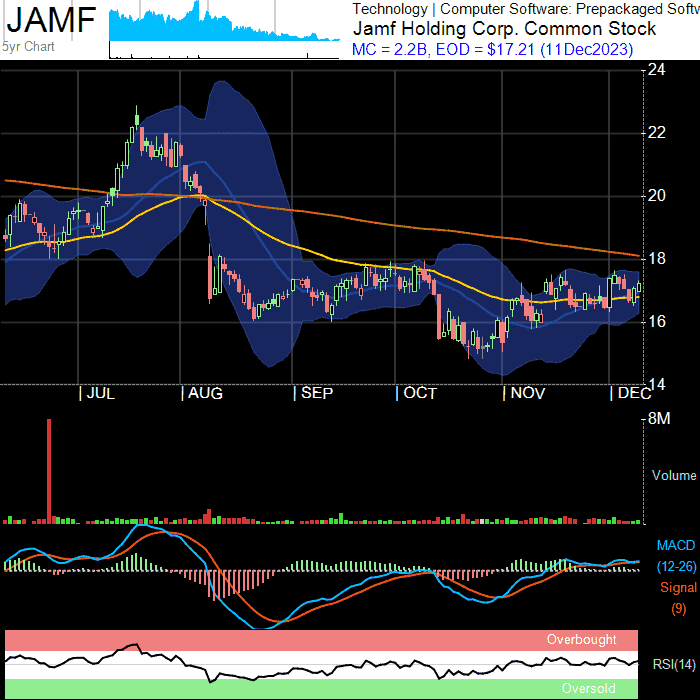 JAMF
5yr Chart
Technology | Computer Software: Prepackaged Softw
Jamf Holding Corp. Common Stock
MC = 2.2B, EOD = $17.21 (11Dec2023)
24
22
20
18
16
14
| JUL | AUG | SEP | OCT | NOV | DEC
8M
Volume
MACD
(12-26)
Signal
(9)
Overbought
RSI(14)
Oversold